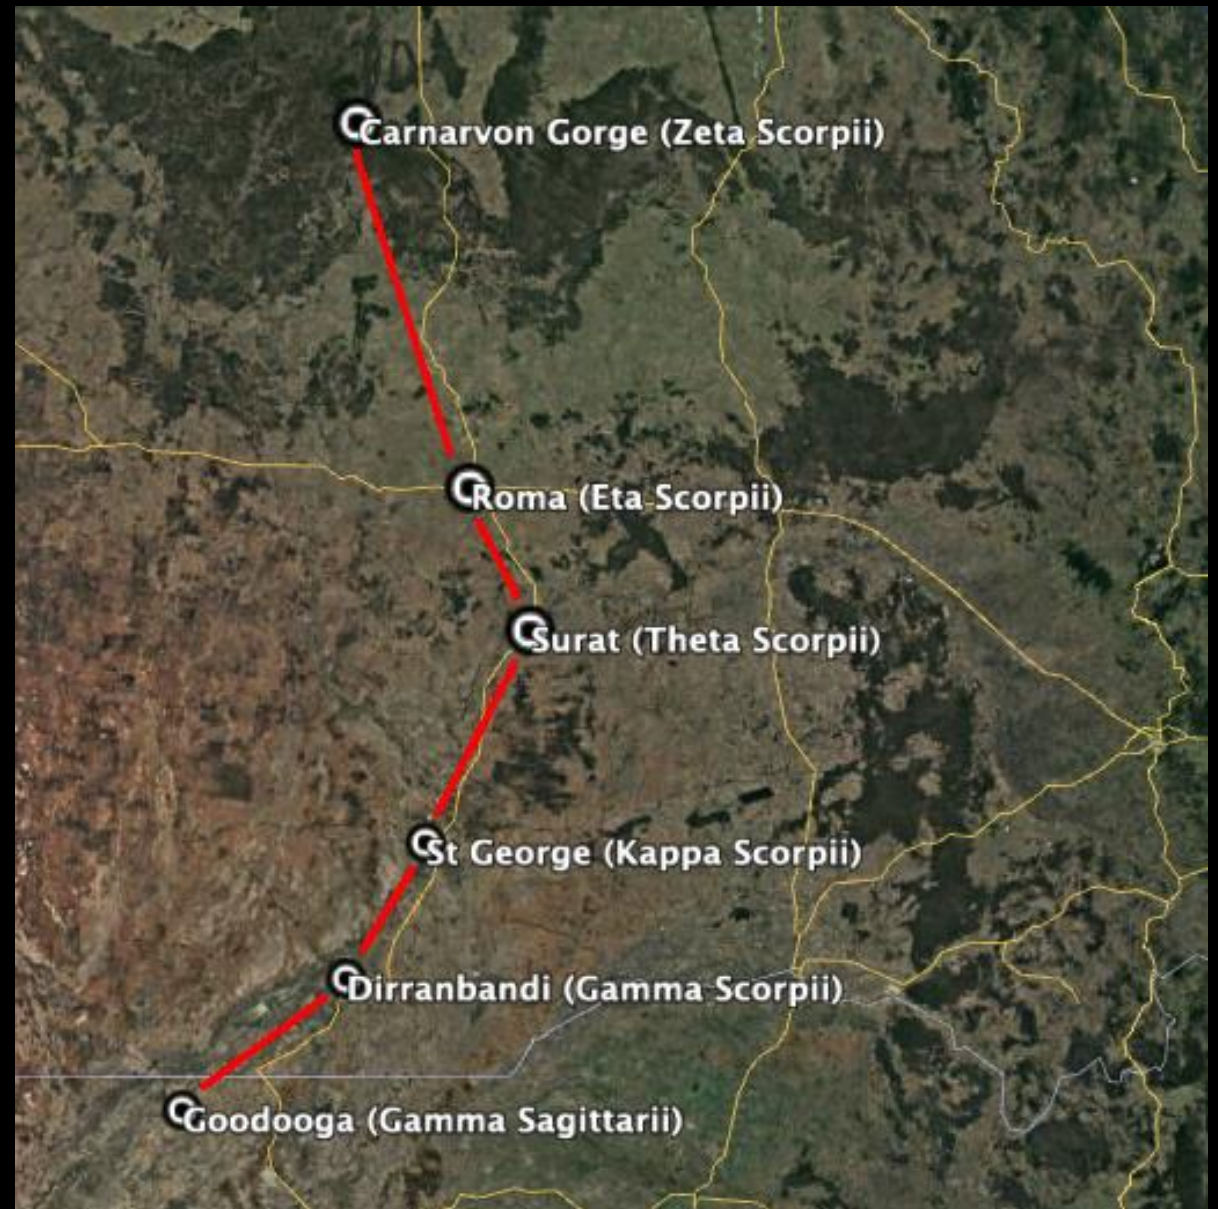 Carnarvon Gorge (Zeta Scorpii)
Roma (Eta Scorpii)
Surat (Theta Scorpii)
St George (Kappa Scorpii)
Dirranbandi (Gamma Scorpii)
Goodooga (Gamma Sagittarii)